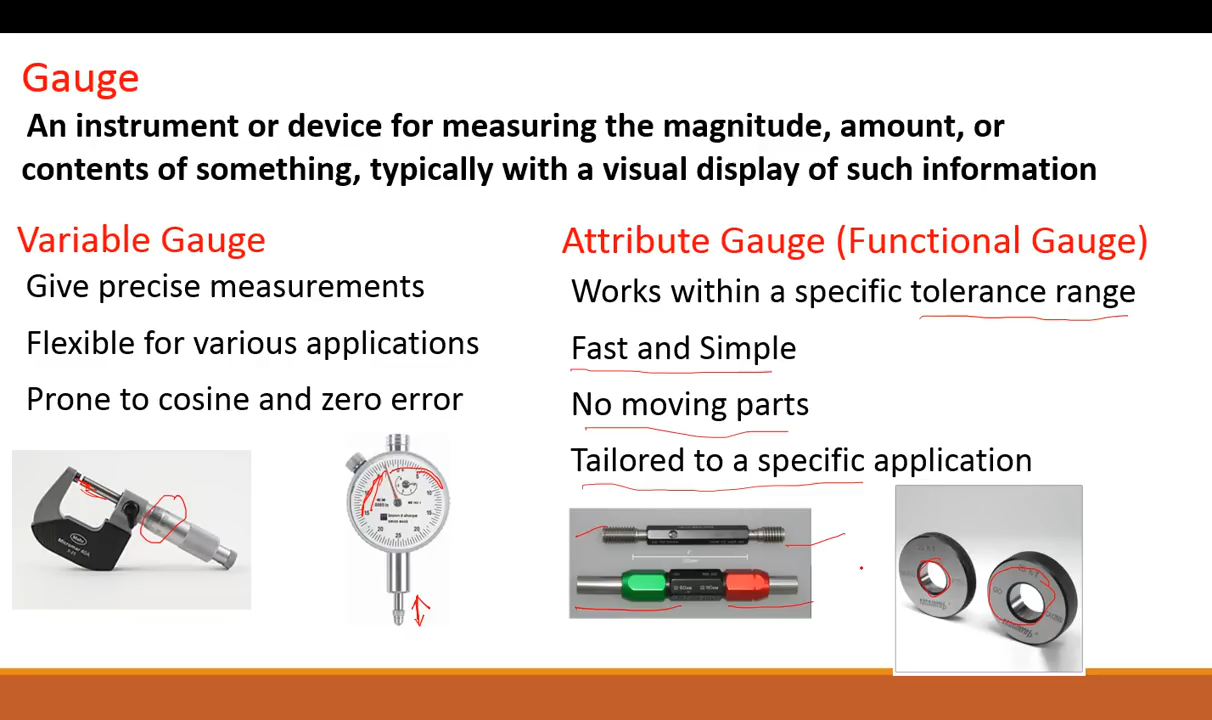 Gauge
An instrument or device for measuring the magnitude, amount, or
contents of something, typically with a visual display of such information
Variable Gauge
Give precise measurements
Flexible for various applications
Prone to cosine and zero error
Attribute Gauge (Functional Gauge)
Works within a specific tolerance range
Fast and Simple
No moving parts
Tailored to a specific application